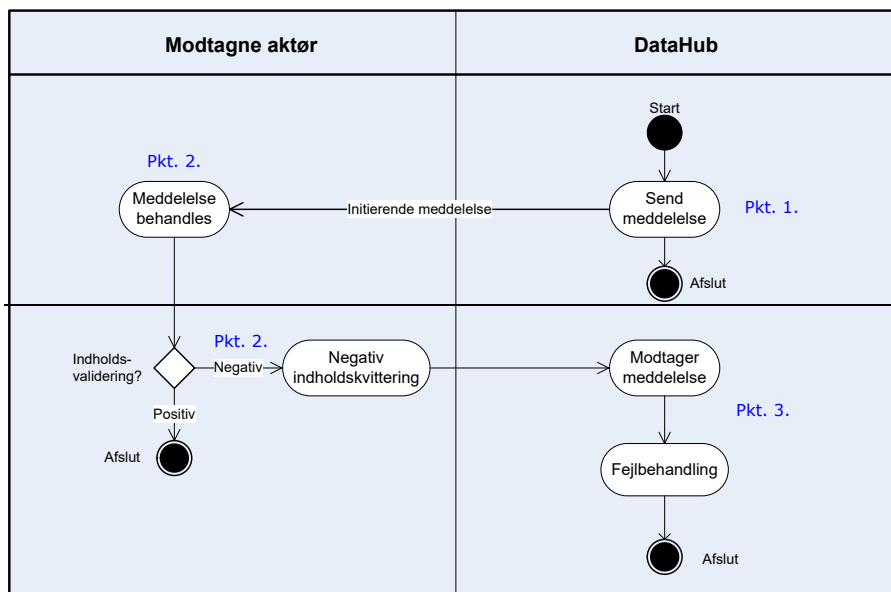 Modtagne aktør
DataHub
Start
Pkt. 2.
Meddelelse
behandles
Initierende meddelelse
Send
meddelelse
Pkt. 1.
Afslut
Indholds-
validering?
Pkt. 2.
Negativ
Negativ
indholdskvittering
Modtager
meddelelse
Positiv
Pkt. 3.
Afslut
Fejlbehandling
Afslut